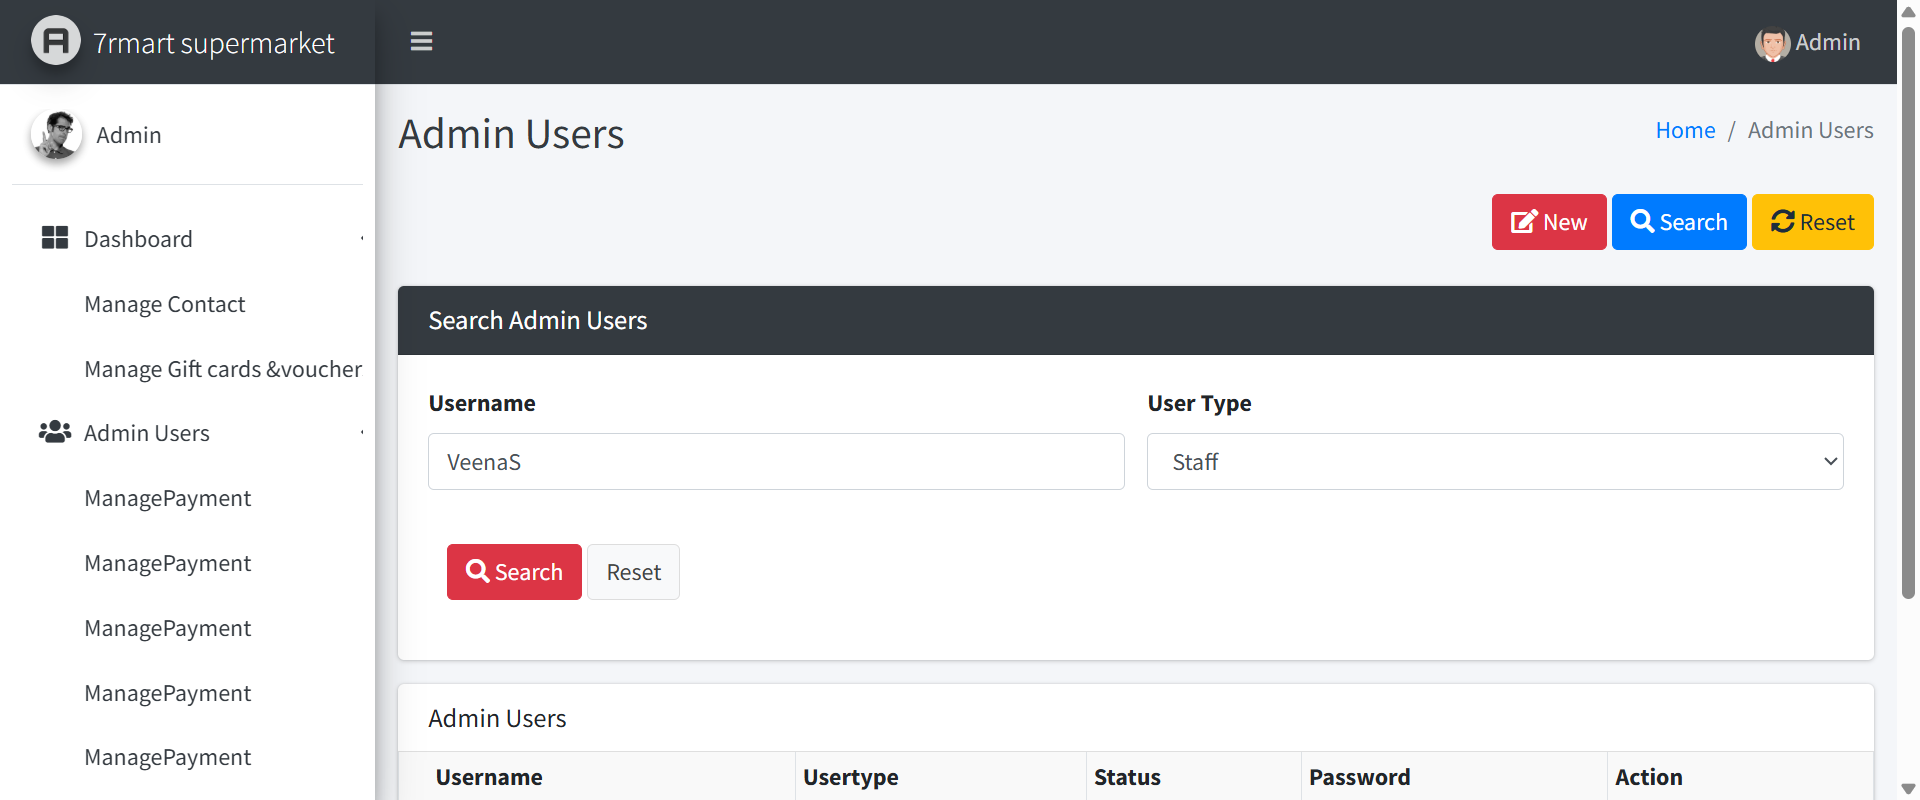 7rmart supermarket
Admin
Admin
Dashboard
Manage Contact
Manage Gift cards &voucher
Admin Users
ManagePayment
ManagePayment
ManagePayment
ManagePayment
ManagePayment
Admin Users
Home / Admin Users
New
Search
Reset
Search Admin Users
Username
User Type
VeenaS
Staff
Search
Reset
Admin Users
Username Usertype Status Password Action